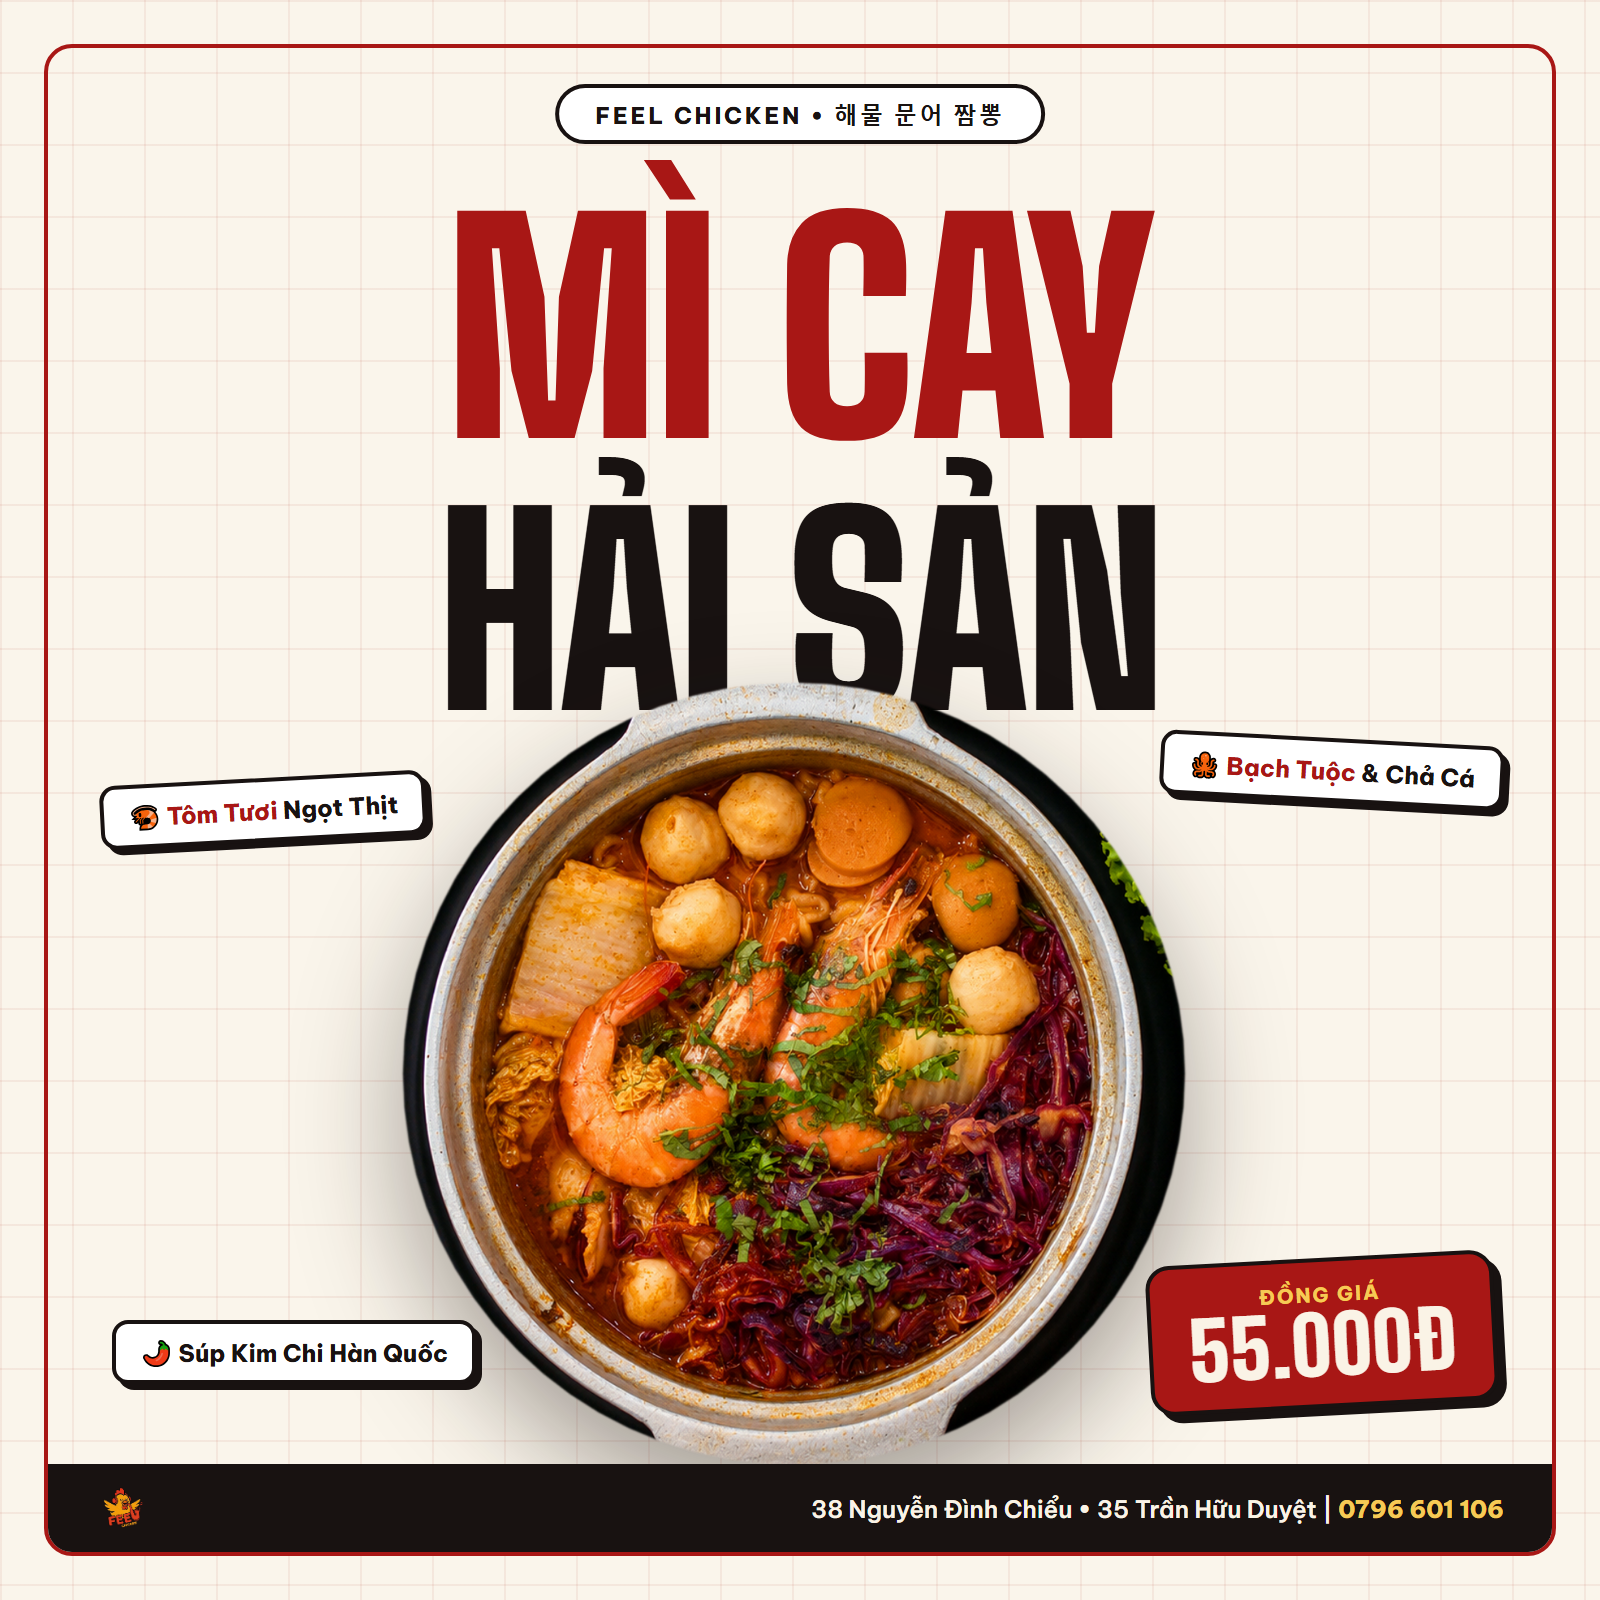 FEEL CHICKEN • 해물 문어 짬뽕
MÌ CAY
HẢI SẢN
Bạch Tuộc & Chả Cá
Tôm Tươi Ngọt Thịt
ĐỒNG GIÁ
55.000Đ
Súp Kim Chi Hàn Quốc
FEEL
38 Nguyễn Đình Chiểu • 35 Trần Hữu Duyệt | 0796 601 106